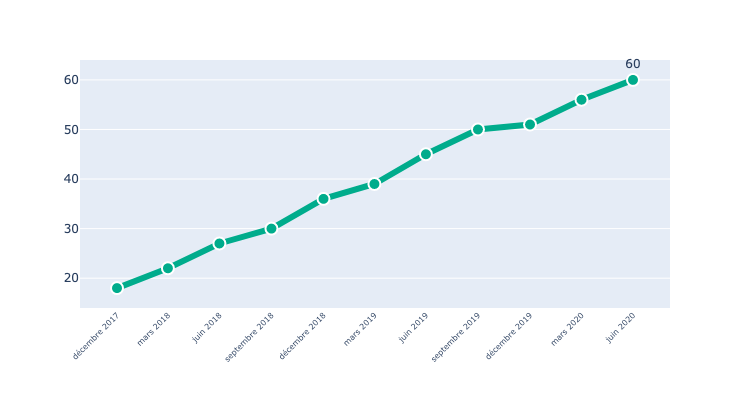 60
60
50
40
30
20
décembre 2017
mars 2018
juin 2018
septembre 2018
décembre 2018
mars 2019
juin 2019
septembre 2019
décembre 2019
mars 2020
juin 2020